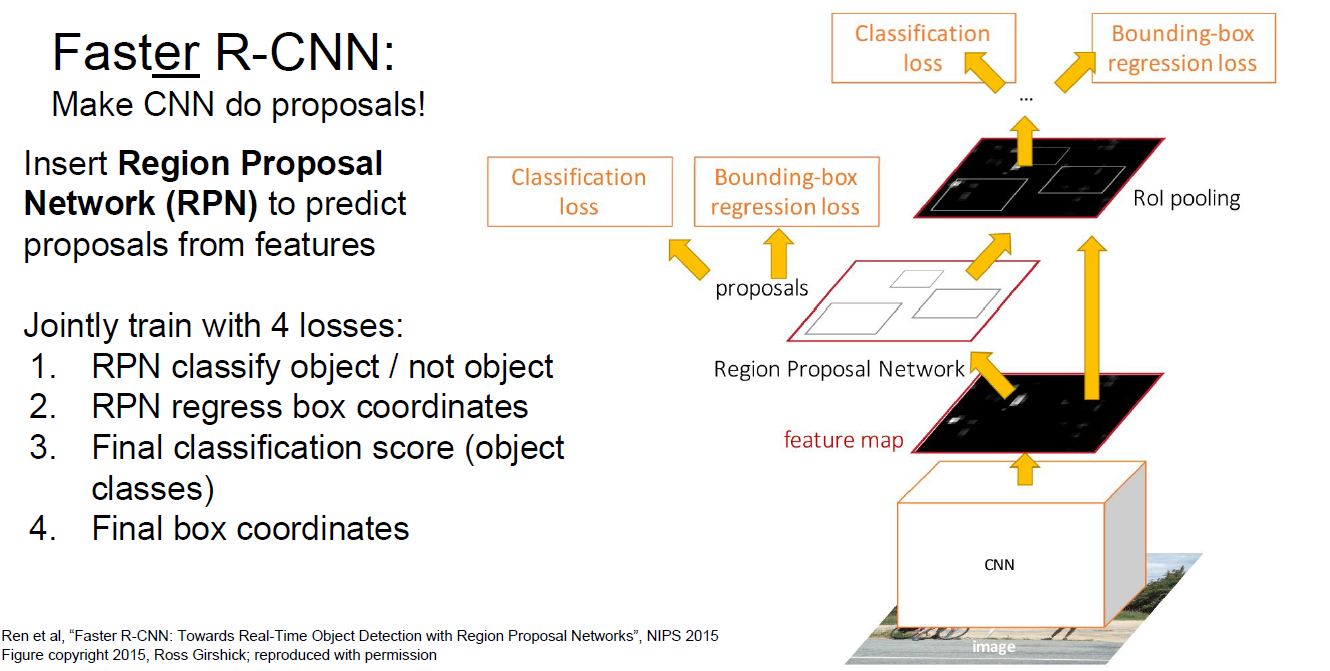 Faster R-CNN:
Make CNN do proposals!
Insert Region Proposal
Network (RPN) to predict
proposals from features
Jointly train with 4 losses:
1. RPN classify object / not object
2. RPN regress box coordinates
3. Final classification score (object
classes)
4. Final box coordinates
Classification
loss
Bounding-box
regression loss
...
Classification
loss
Bounding-box
regression loss
RoI pooling
proposals
Region Proposal Network
feature map
CNN
image
Ren et al, “Faster R-CNN: Towards Real-Time Object Detection with Region Proposal Networks”, NIPS 2015
Figure copyright 2015, Ross Girshick; reproduced with permission